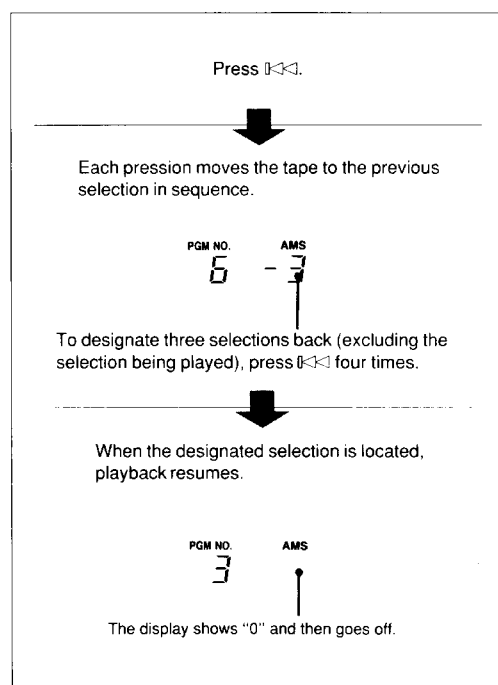 Press ⏮.
Each pression moves the tape to the previous
selection in sequence.
PGM NO. AMS
6 -3
To designate three selections back (excluding the
selection being played), press ⏮ four times.
When the designated selection is located,
playback resumes.
PGM NO. AMS
3
The display shows "0" and then goes off.